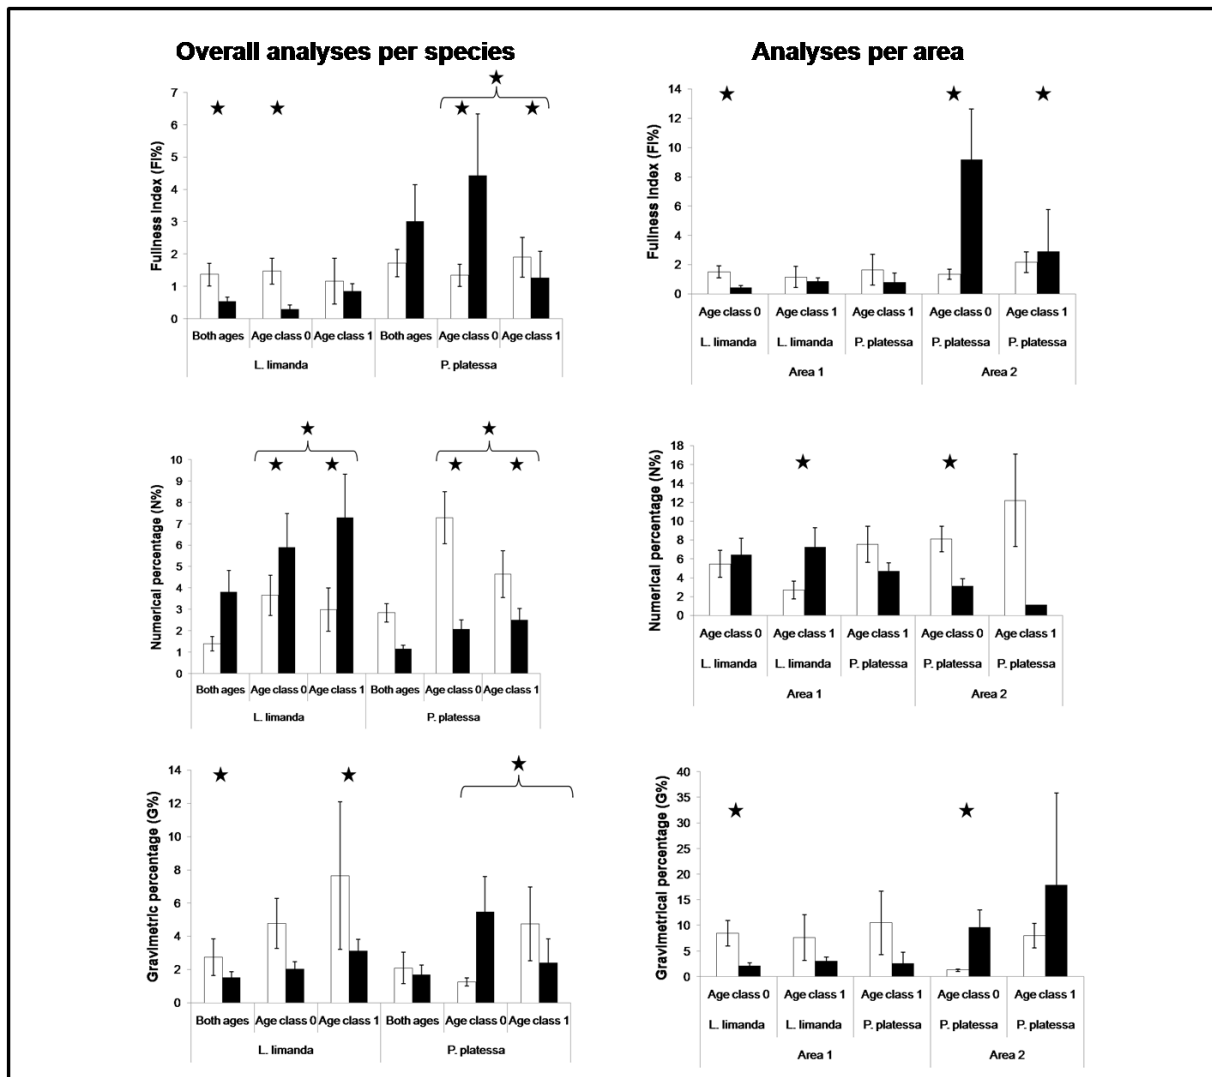 Overall analyses per species
Fullness Index (FI%)
7
6
5
4
3
2
1
0
Both ages Age class 0 Age class 1 Both ages Age class 0 Age class 1
L. limanda P. platessa
Analyses per area
Fullness Index (FI%)
14
12
10
8
6
4
2
0
Age class 0 Age class 1 Age class 1 Age class 0 Age class 1
L. limanda L. limanda P. platessa P. platessa P. platessa
Area 1 Area 2
Numerical percentage (N%)
10
9
8
7
6
5
4
3
2
1
0
Both ages Age class 0 Age class 1 Both ages Age class 0 Age class 1
L. limanda P. platessa
Numerical percentage (N%)
18
16
14
12
10
8
6
4
2
0
Age class 0 Age class 1 Age class 1 Age class 0 Age class 1
L. limanda L. limanda P. platessa P. platessa P. platessa
Area 1 Area 2
Gravimetric percentage (G%)
14
12
10
8
6
4
2
0
Both ages Age class 0 Age class 1 Both ages Age class 0 Age class 1
L. limanda P. platessa
Gravimetrical percentage (G%)
40
35
30
25
20
15
10
5
0
Age class 0 Age class 1 Age class 1 Age class 0 Age class 1
L. limanda L. limanda P. platessa P. platessa P. platessa
Area 1 Area 2